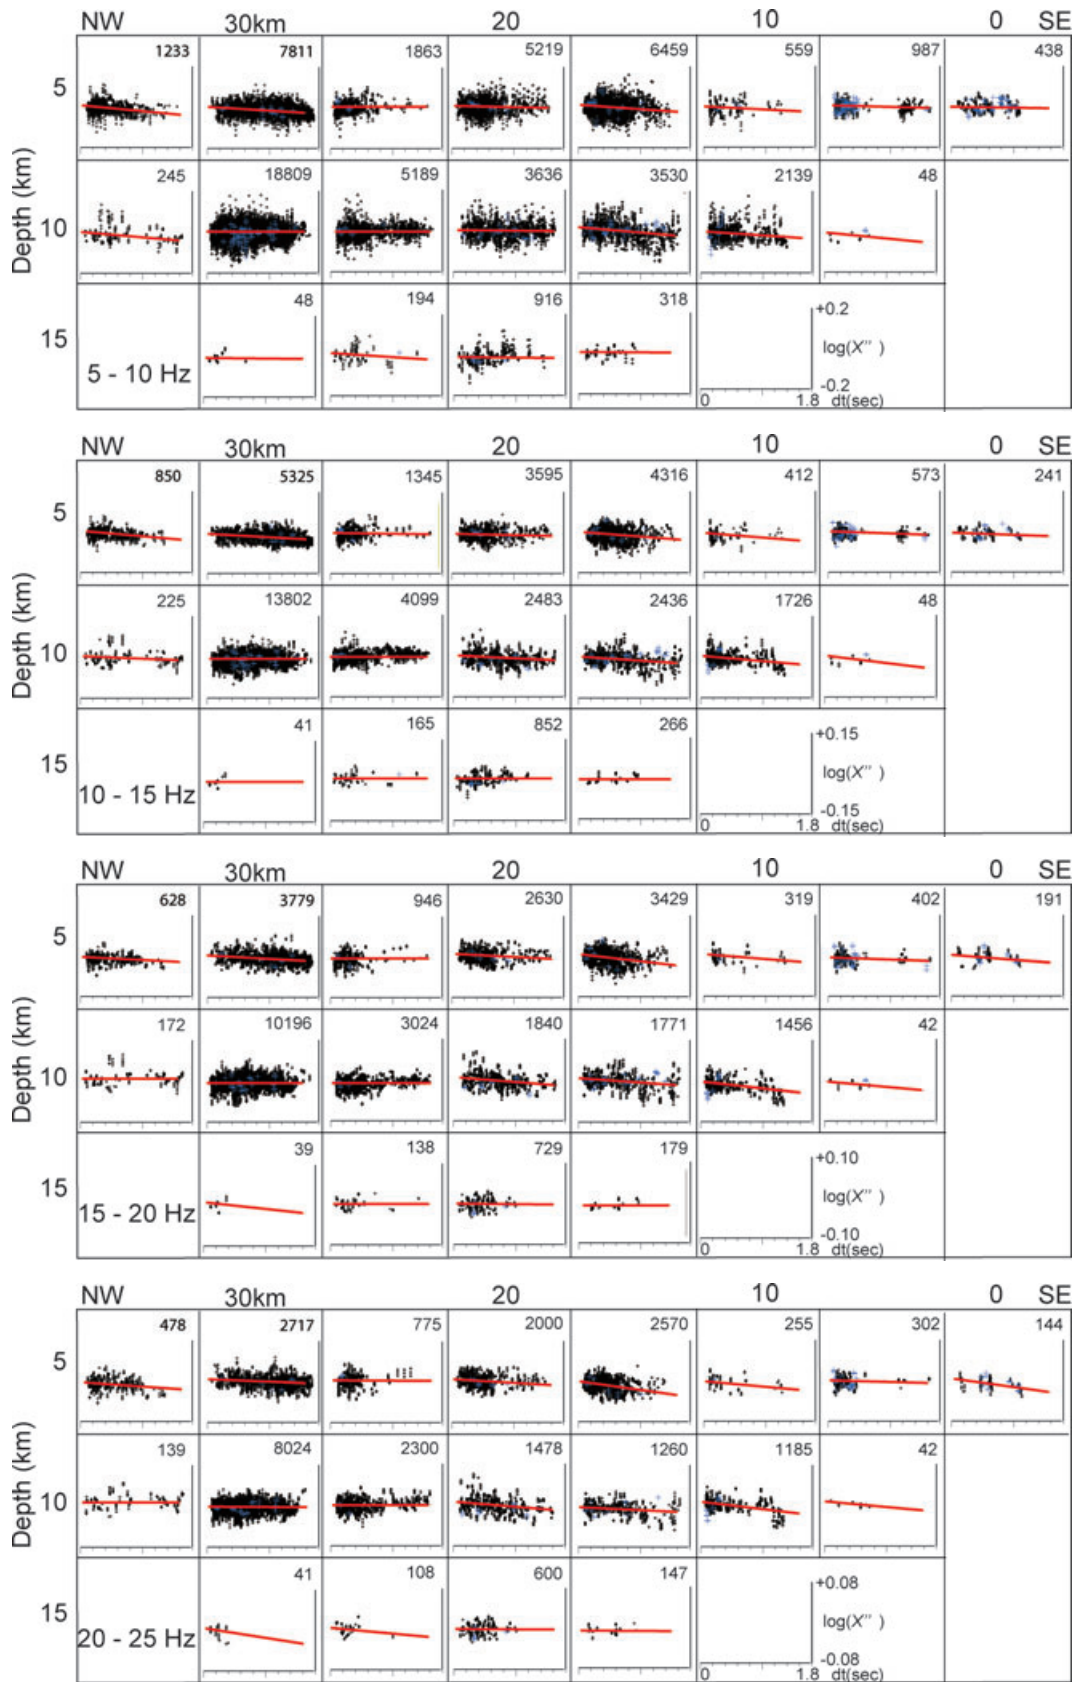 NW 30km 20 10 0 SE
1233 7811 1863 5219 6459 559 987 438
5
245 18809 5189 3636 3530 2139 48
10
Depth (km)
48 194 916 318
15
+0.2
log(X'' )
-0.2
5 - 10 Hz
0 1.8 dt(sec)
NW 30km 20 10 0 SE
850 5325 1345 3595 4316 412 573 241
5
225 13802 4099 2483 2436 1726 48
10
Depth (km)
41 165 852 266
15
+0.15
log(X'' )
-0.15
10 - 15 Hz
0 1.8 dt(sec)
NW 30km 20 10 0 SE
628 3779 946 2630 3429 319 402 191
5
172 10196 3024 1840 1771 1456 42
10
Depth (km)
39 138 729 179
15
+0.10
log(X'' )
-0.10
15 - 20 Hz
0 1.8 dt(sec)
NW 30km 20 10 0 SE
478 2717 775 2000 2570 255 302 144
5
139 8024 2300 1478 1260 1185 42
10
Depth (km)
41 108 600 147
15
+0.08
log(X'' )
-0.08
20 - 25 Hz
0 1.8 dt(sec)